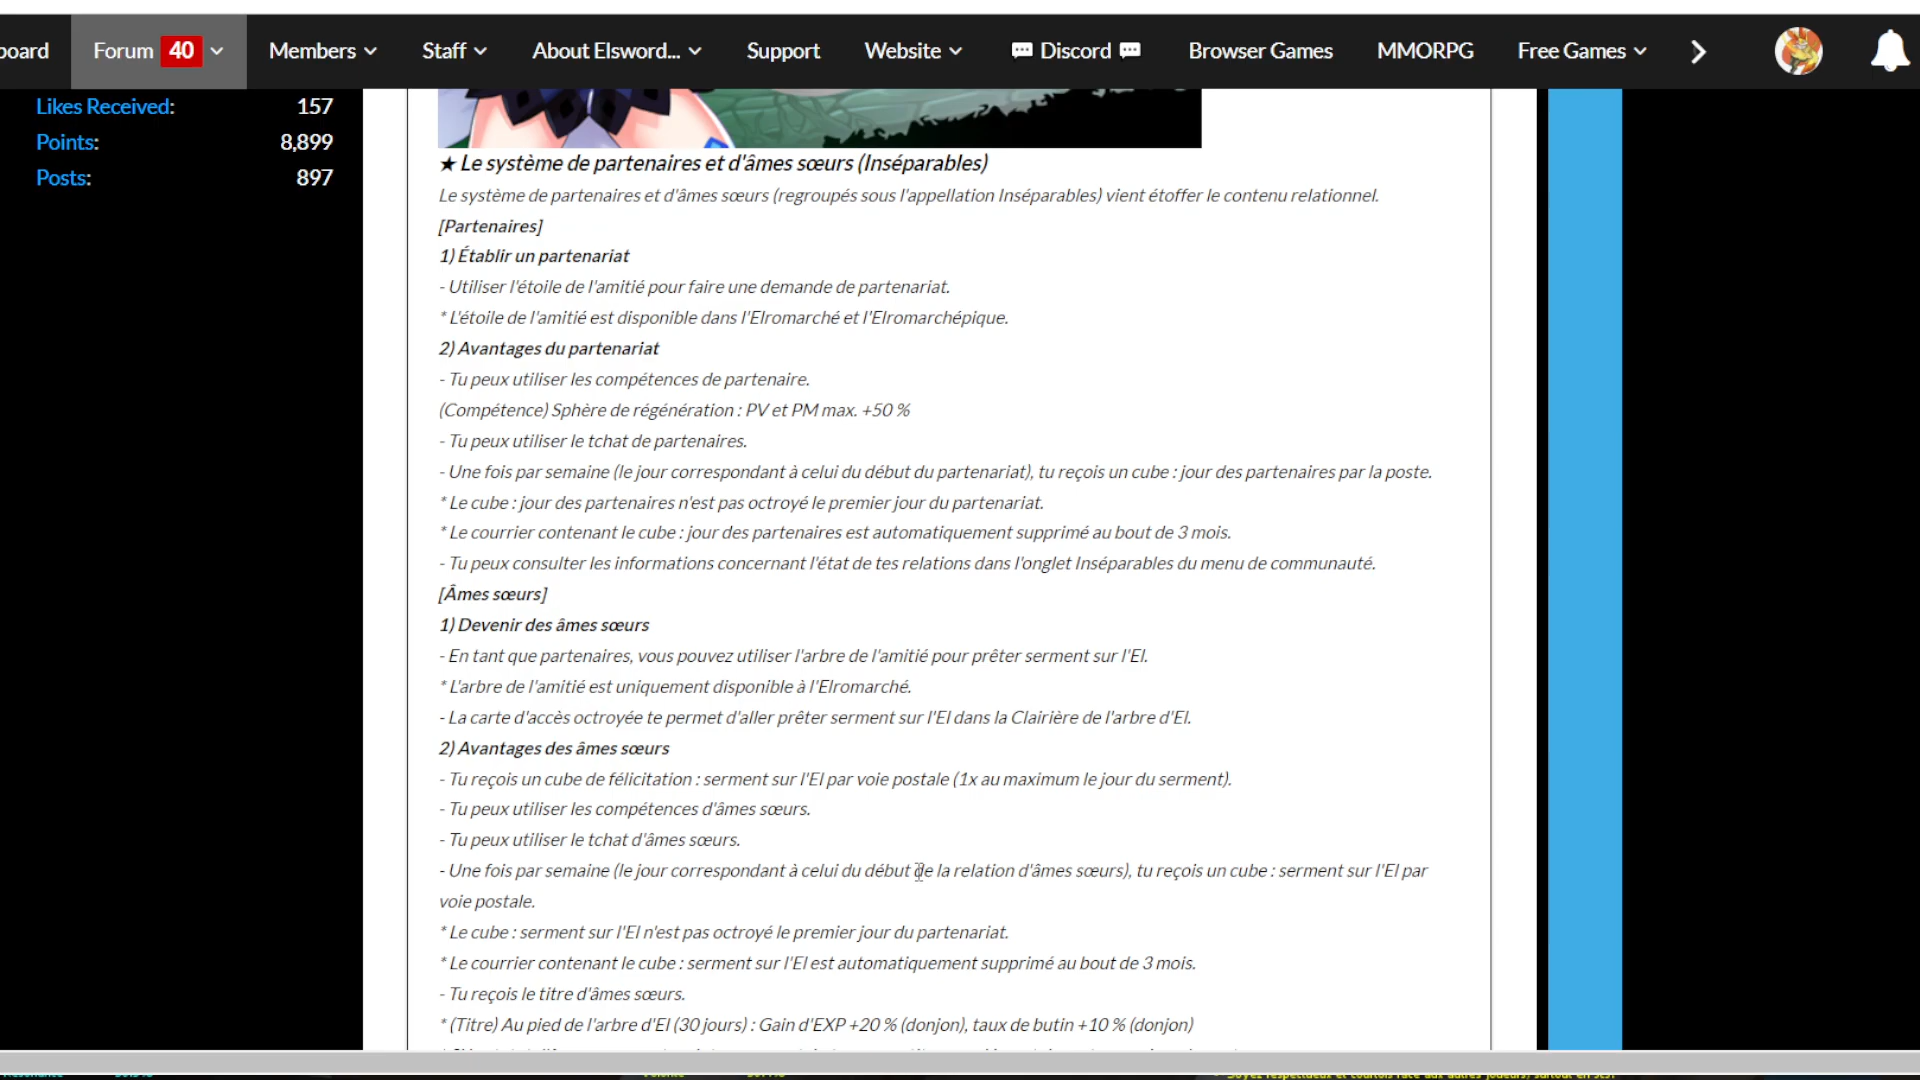 board Forum 40 Members Staff About Elsword... Support Website Discord Browser Games MMORPG Free Games
Likes Received: 157
Points: 8,899
Posts: 897
★ Le système de partenaires et d'âmes sœurs (Inséparables)
Le système de partenaires et d'âmes sœurs (regroupés sous l'appellation Inséparables) vient étoffer le contenu relationnel.
[Partenaires]
1) Établir un partenariat
- Utiliser l'étoile de l'amitié pour faire une demande de partenariat.
* L'étoile de l'amitié est disponible dans l'Elromarché et l'Elromarchépique.
2) Avantages du partenariat
- Tu peux utiliser les compétences de partenaire.
(Compétence) Sphère de régénération : PV et PM max. +50 %
- Tu peux utiliser le tchat de partenaires.
- Une fois par semaine (le jour correspondant à celui du début du partenariat), tu reçois un cube : jour des partenaires par la poste.
* Le cube : jour des partenaires n'est pas octroyé le premier jour du partenariat.
* Le courrier contenant le cube : jour des partenaires est automatiquement supprimé au bout de 3 mois.
- Tu peux consulter les informations concernant l'état de tes relations dans l'onglet Inséparables du menu de communauté.
[Âmes sœurs]
1) Devenir des âmes sœurs
- En tant que partenaires, vous pouvez utiliser l'arbre de l'amitié pour prêter serment sur l'El.
* L'arbre de l'amitié est uniquement disponible à l'Elromarché.
- La carte d'accès octroyée te permet d'aller prêter serment sur l'El dans la Clairière de l'arbre d'El.
2) Avantages des âmes sœurs
- Tu reçois un cube de félicitation : serment sur l'El par voie postale (1x au maximum le jour du serment).
- Tu peux utiliser les compétences d'âmes sœurs.
- Tu peux utiliser le tchat d'âmes sœurs.
- Une fois par semaine (le jour correspondant à celui du début de la relation d'âmes sœurs), tu reçois un cube : serment sur l'El par
voie postale.
* Le cube : serment sur l'El n'est pas octroyé le premier jour du partenariat.
* Le courrier contenant le cube : serment sur l'El est automatiquement supprimé au bout de 3 mois.
- Tu reçois le titre d'âmes sœurs.
* (Titre) Au pied de l'arbre d'El (30 jours) : Gain d'EXP +20 % (donjon), taux de butin +10 % (donjon)